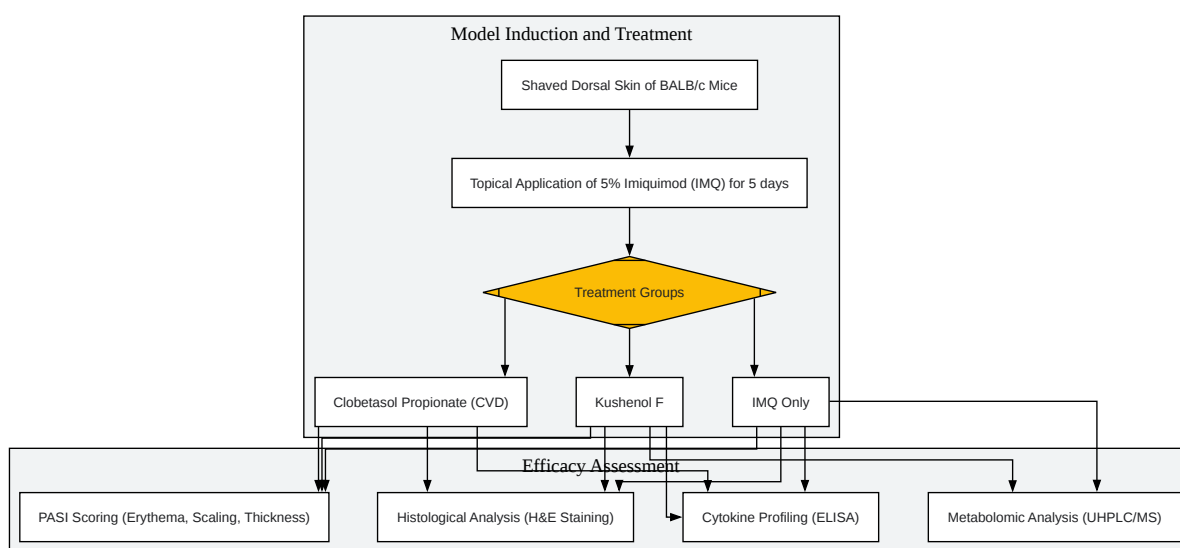 Model Induction and Treatment
Shaved Dorsal Skin of BALB/c Mice
Topical Application of 5% Imiquimod (IMQ) for 5 days
Treatment Groups
Clobetasol Propionate (CVD)
Kushenol F
IMQ Only
Efficacy Assessment
PASI Scoring (Erythema, Scaling, Thickness)
Histological Analysis (H&E Staining)
Cytokine Profiling (ELISA)
Metabolomic Analysis (UHPLC/MS)